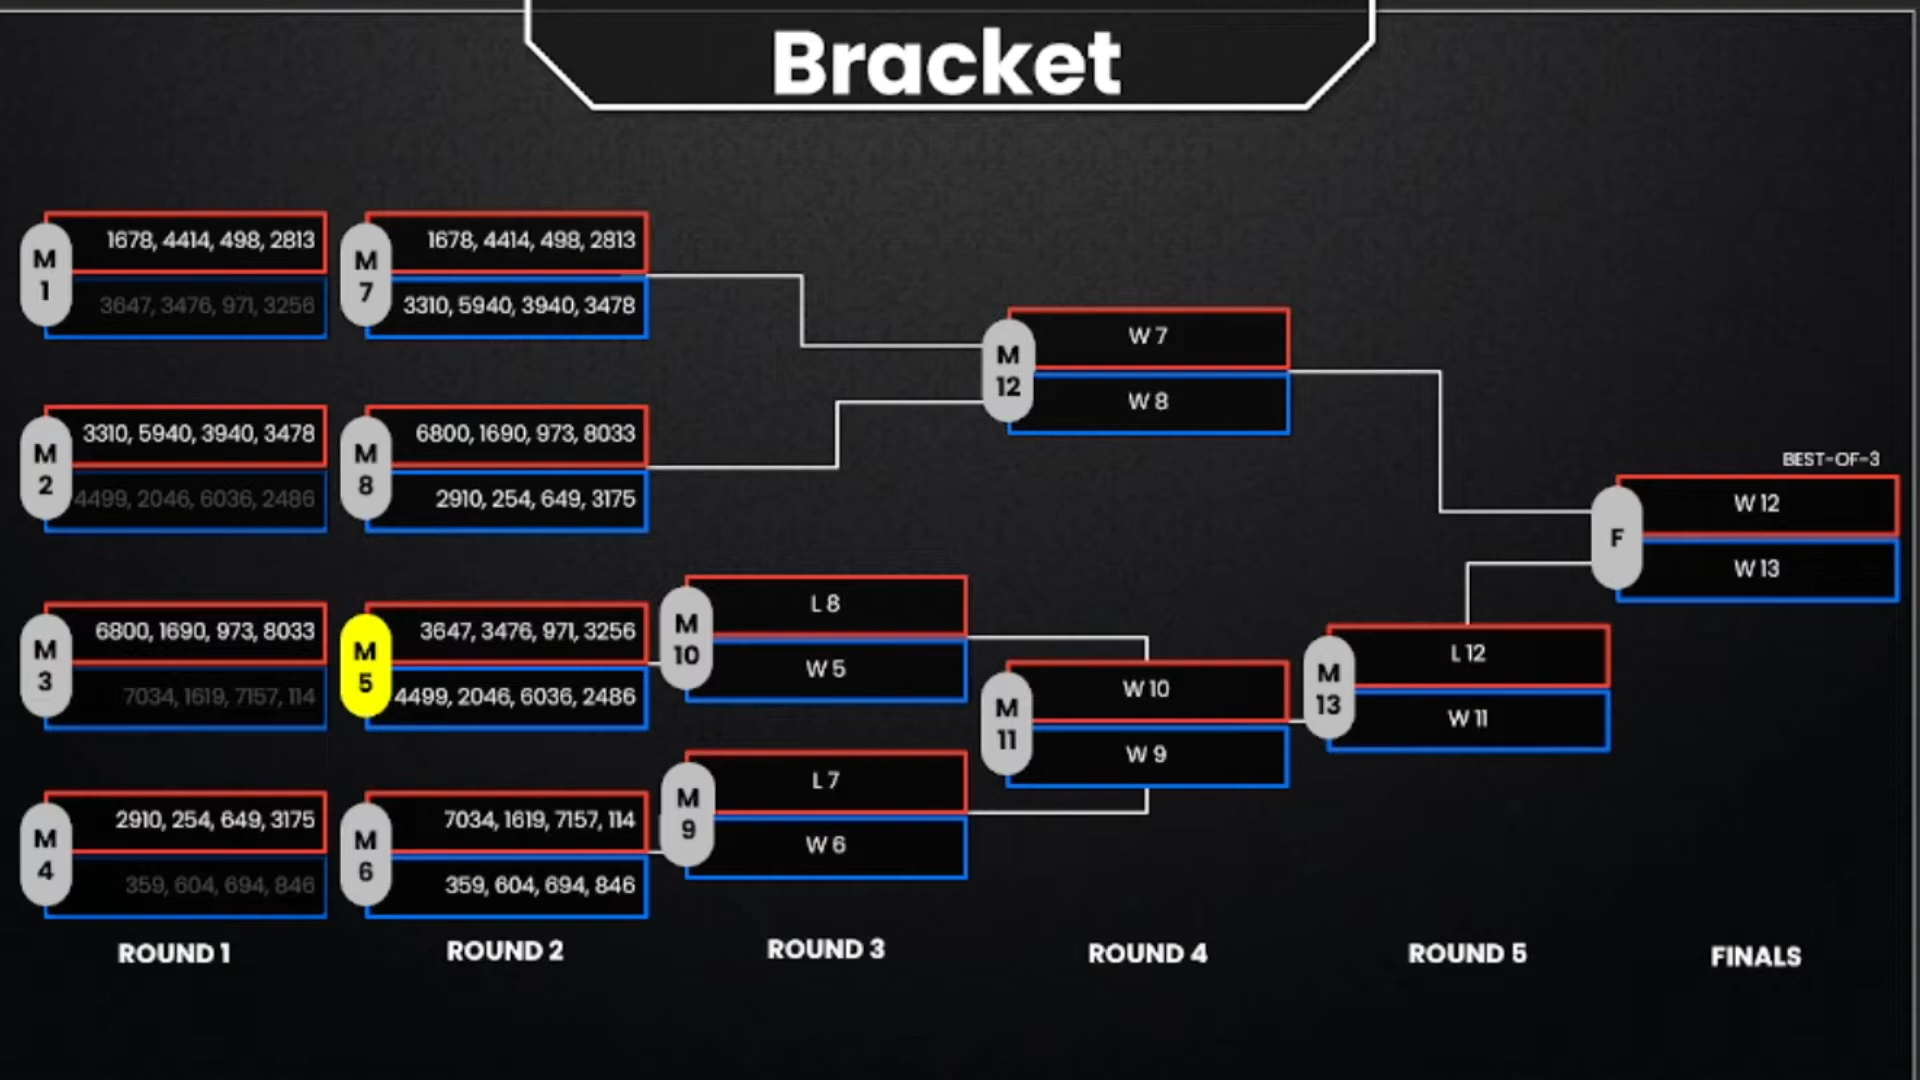 Bracket
M
1
1678, 4414, 498, 2813
3647, 3476, 971, 3256
M
2
3310, 5940, 3940, 3478
4499, 2046, 6036, 2486
M
3
6800, 1690, 973, 8033
7034, 1619, 7157, 114
M
4
2910, 254, 649, 3175
359, 604, 694, 846
ROUND 1
M
7
1678, 4414, 498, 2813
3310, 5940, 3940, 3478
M
8
6800, 1690, 973, 8033
2910, 254, 649, 3175
M
5
3647, 3476, 971, 3256
4499, 2046, 6036, 2486
M
6
7034, 1619, 7157, 114
359, 604, 694, 846
ROUND 2
M
10
L 8
W 5
M
9
L 7
W 6
ROUND 3
M
12
W 7
W 8
M
11
W 10
W 9
ROUND 4
M
13
L 12
W 11
ROUND 5
BEST-OF-3
F
W 12
W 13
FINALS